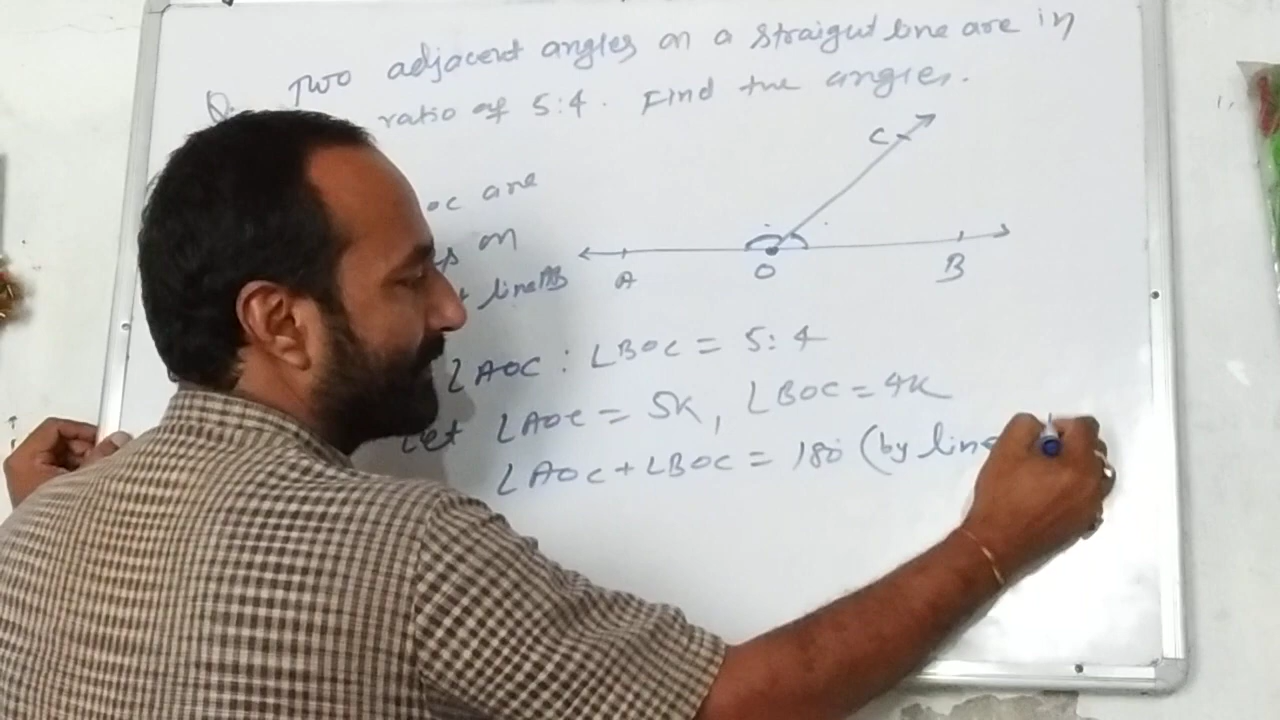 Q. Two adjacent angles on a straight line are in
ratio of 5:4. Find the angles.
C
oc are
on
line AB
A
O
B
∠AOC : ∠BOC = 5:4
Let ∠AOC = 5K, ∠BOC = 4K
∠AOC + ∠BOC = 180° (by line